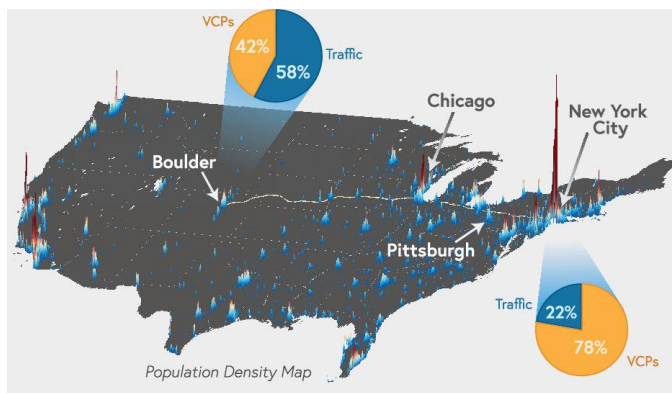 VCPs
42%
Traffic
58%
Chicago
New York
City
Boulder
Pittsburgh
Traffic
22%
78%
VCPs
Population Density Map